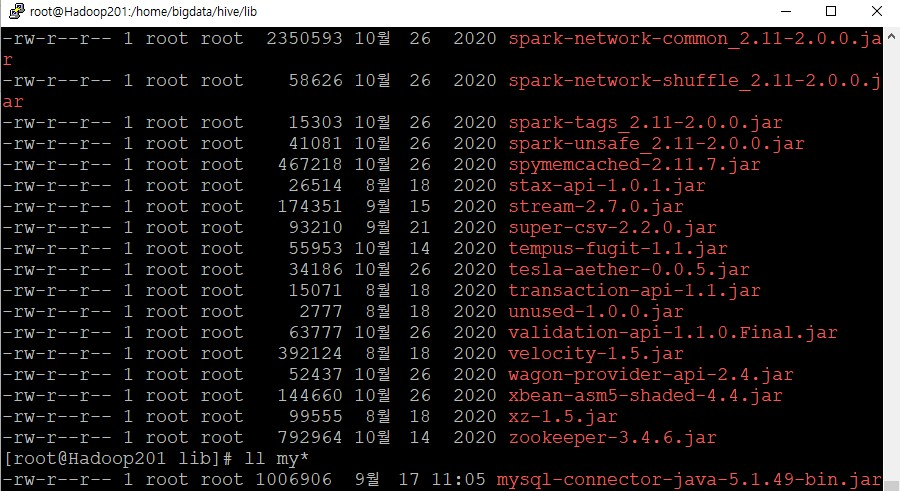 root@Hadoop201:/home/bigdata/hive/lib
-rw-r--r-- 1 root root  2350593 10월  26  2020 spark-network-common_2.11-2.0.0.ja
r
-rw-r--r-- 1 root root    58626 10월  26  2020 spark-network-shuffle_2.11-2.0.0.j
ar
-rw-r--r-- 1 root root    15303 10월  26  2020 spark-tags_2.11-2.0.0.jar
-rw-r--r-- 1 root root    41081 10월  26  2020 spark-unsafe_2.11-2.0.0.jar
-rw-r--r-- 1 root root   467218 10월  26  2020 spymemcached-2.11.7.jar
-rw-r--r-- 1 root root    26514  8월  18  2020 stax-api-1.0.1.jar
-rw-r--r-- 1 root root   174351  9월  15  2020 stream-2.7.0.jar
-rw-r--r-- 1 root root    93210  9월  21  2020 super-csv-2.2.0.jar
-rw-r--r-- 1 root root    55953 10월  14  2020 tempus-fugit-1.1.jar
-rw-r--r-- 1 root root    34186 10월  26  2020 tesla-aether-0.0.5.jar
-rw-r--r-- 1 root root    15071  8월  18  2020 transaction-api-1.1.jar
-rw-r--r-- 1 root root     2777  8월  18  2020 unused-1.0.0.jar
-rw-r--r-- 1 root root    63777 10월  26  2020 validation-api-1.1.0.Final.jar
-rw-r--r-- 1 root root   392124  8월  18  2020 velocity-1.5.jar
-rw-r--r-- 1 root root    52437 10월  26  2020 wagon-provider-api-2.4.jar
-rw-r--r-- 1 root root   144660 10월  26  2020 xbean-asm5-shaded-4.4.jar
-rw-r--r-- 1 root root    99555  8월  18  2020 xz-1.5.jar
-rw-r--r-- 1 root root   792964 10월  14  2020 zookeeper-3.4.6.jar
[root@Hadoop201 lib]# ll my*
-rw-r--r-- 1 root root 1006906  9월  17 11:05 mysql-connector-java-5.1.49-bin.jar